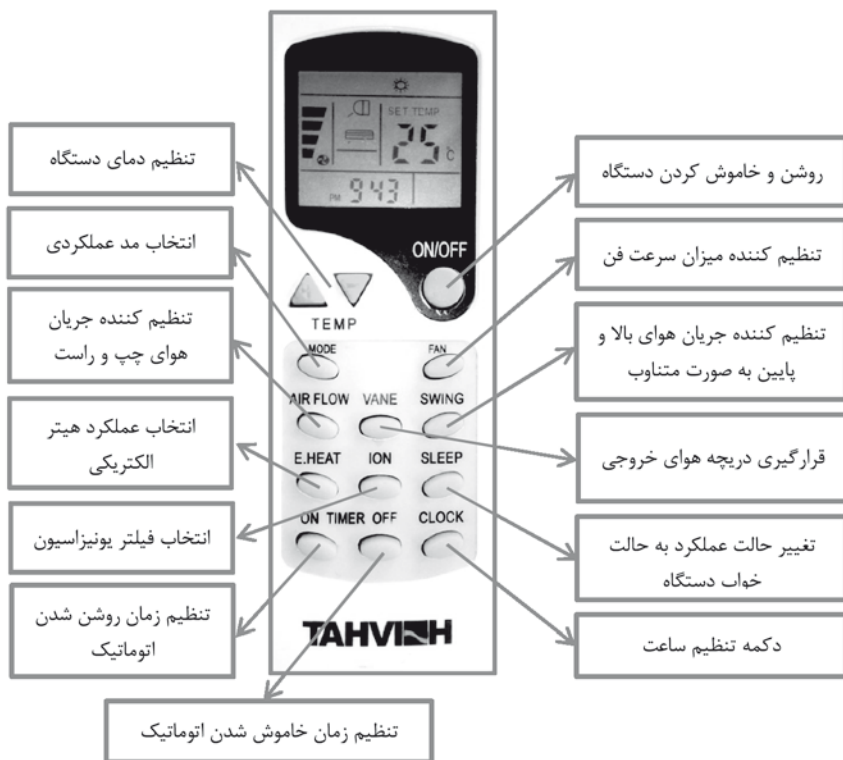 SET TEMP
25 °C
PM 9 43
ON/OFF
TEMP
MODE
FAN
AIR FLOW VANE SWING
E.HEAT ION SLEEP
ON TIMER OFF CLOCK
TAHVIEH
تنظیم دمای دستگاه
انتخاب مد عملکردی
تنظیم کننده جریان
هوای چپ و راست
انتخاب عملکرد هیتر
الکتریکی
انتخاب فیلتر یونیزاسیون
تنظیم زمان روشن شدن
اتوماتیک
تنظیم زمان خاموش شدن اتوماتیک
روشن و خاموش کردن دستگاه
تنظیم کننده میزان سرعت فن
تنظیم کننده جریان هوای بالا و
پایین به صورت متناوب
قرارگیری دریچه هوای خروجی
تغییر حالت عملکرد به حالت
خواب دستگاه
دکمه تنظیم ساعت